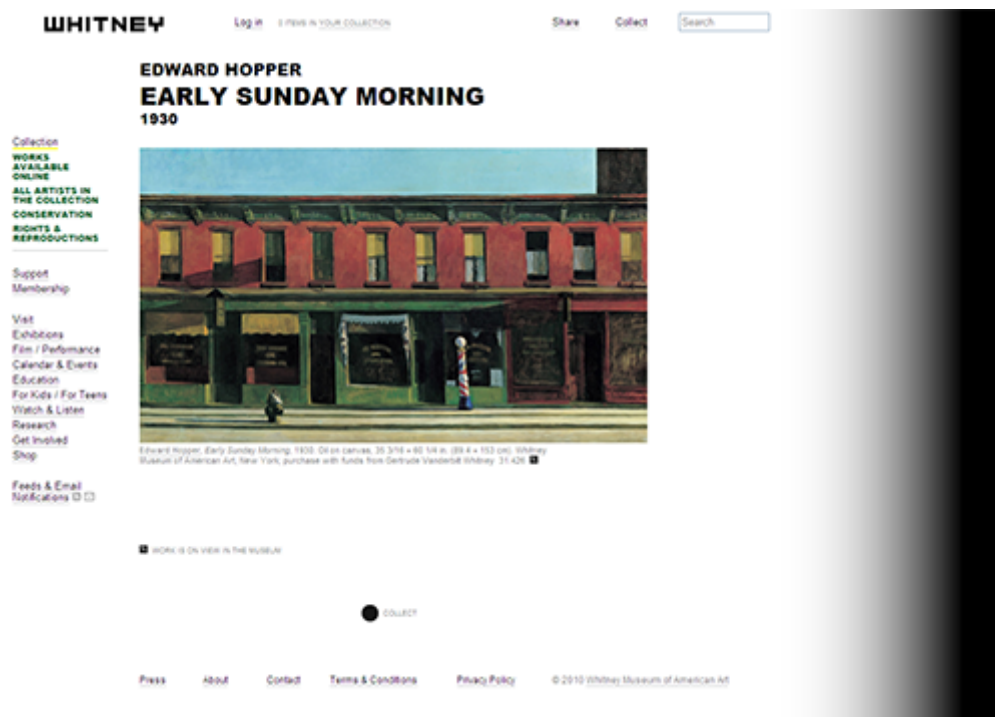 WHITNEY
Log in
0 ITEMS IN YOUR COLLECTION
Share
Collect
Search
EDWARD HOPPER
EARLY SUNDAY MORNING
1930
Collection
WORKS
AVAILABLE
ONLINE
ALL ARTISTS IN
THE COLLECTION
CONSERVATION
RIGHTS &
REPRODUCTIONS
Support
Membership
Visit
Exhibitions
Film / Performance
Calendar & Events
Education
For Kids / For Teens
Watch & Listen
Research
Get Involved
Shop
Feeds & Email
Notifications
Edward Hopper, Early Sunday Morning, 1930. Oil on canvas, 35 3/16 × 60 1/4 in. (89.4 × 153 cm). Whitney
Museum of American Art, New York; purchase with funds from Gertrude Vanderbilt Whitney 31.426
WORK IS ON VIEW IN THE MUSEUM
COLLECT
Press
About
Contact
Terms & Conditions
Privacy Policy
© 2010 Whitney Museum of American Art